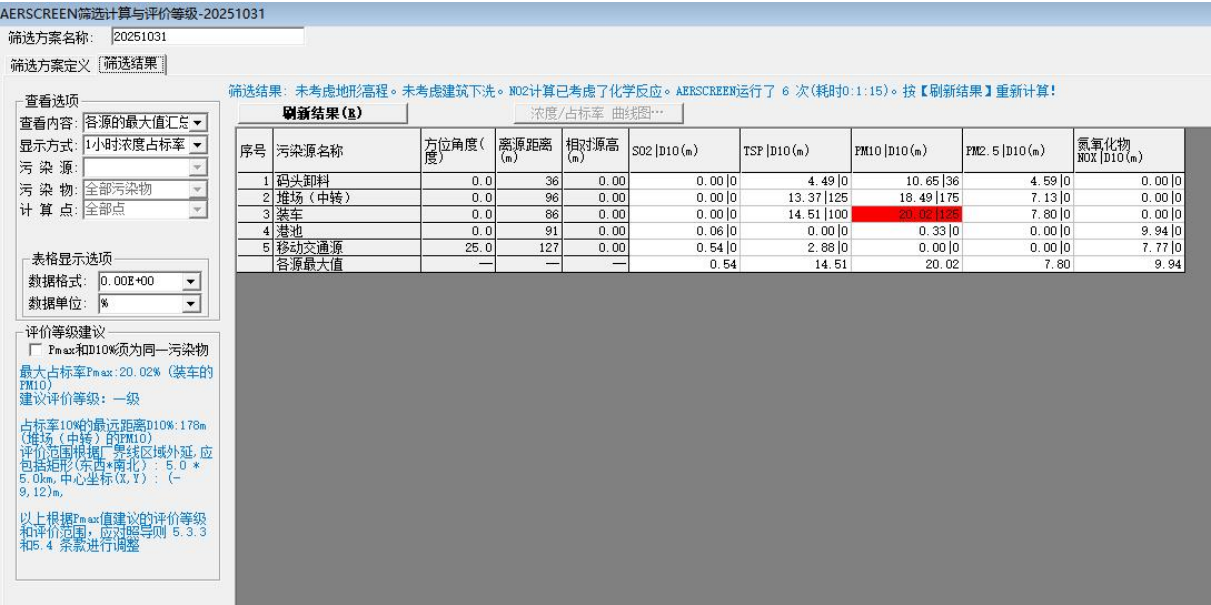 AERSCREEN筛选计算与评价等级-20251031
筛选方案名称: 20251031
筛选方案定义 筛选结果
筛选结果: 未考虑地形高程。未考虑建筑下洗。NO2计算已考虑了化学反应。AERSCREEN运行了 6 次(耗时0:1:15)。按【刷新结果】重新计算!
刷新结果(R) 浓度/占标率 曲线图…
查看选项
查看内容: 各源的最大值汇总
显示方式: 1小时浓度占标率
污 染 源:
污 染 物: 全部污染物
计 算 点: 全部点
表格显示选项
数据格式: 0.00E+00
数据单位: %
评价等级建议
Pmax和D10%须为同一污染物
最大占标率Pmax:20.02% (装车的
PM10)
建议评价等级: 一级
占标率10%的最远距离D10%:178m
(堆场（中转）的PM10)
评价范围根据厂界线区域外延,应
包括矩形(东西*南北) : 5.0 *
5.0km,中心坐标(X,Y) : (-
9,12)m,
以上根据Pmax值建议的评价等级
和评价范围，应对照导则 5.3.3
和5.4 条款进行调整
序号 污染源名称 方位角度(度) 离源距离(m) 相对源高(m) SO2|D10(m) TSP|D10(m) PM10|D10(m) PM2.5|D10(m) 氮氧化物NOX|D10(m)
1 码头卸料 0.0 36 0.00 0.00|0 4.49|0 10.65|36 4.59|0 0.00|0
2 堆场（中转） 0.0 96 0.00 0.00|0 13.37|125 18.49|175 7.13|0 0.00|0
3 装车 0.0 86 0.00 0.00|0 14.51|100 20.02|125 7.80|0 0.00|0
4 港池 0.0 91 0.00 0.06|0 0.00|0 0.33|0 0.00|0 9.94|0
5 移动交通源 25.0 127 0.00 0.54|0 2.88|0 0.00|0 0.00|0 7.77|0
各源最大值 — — — 0.54 14.51 20.02 7.80 9.94